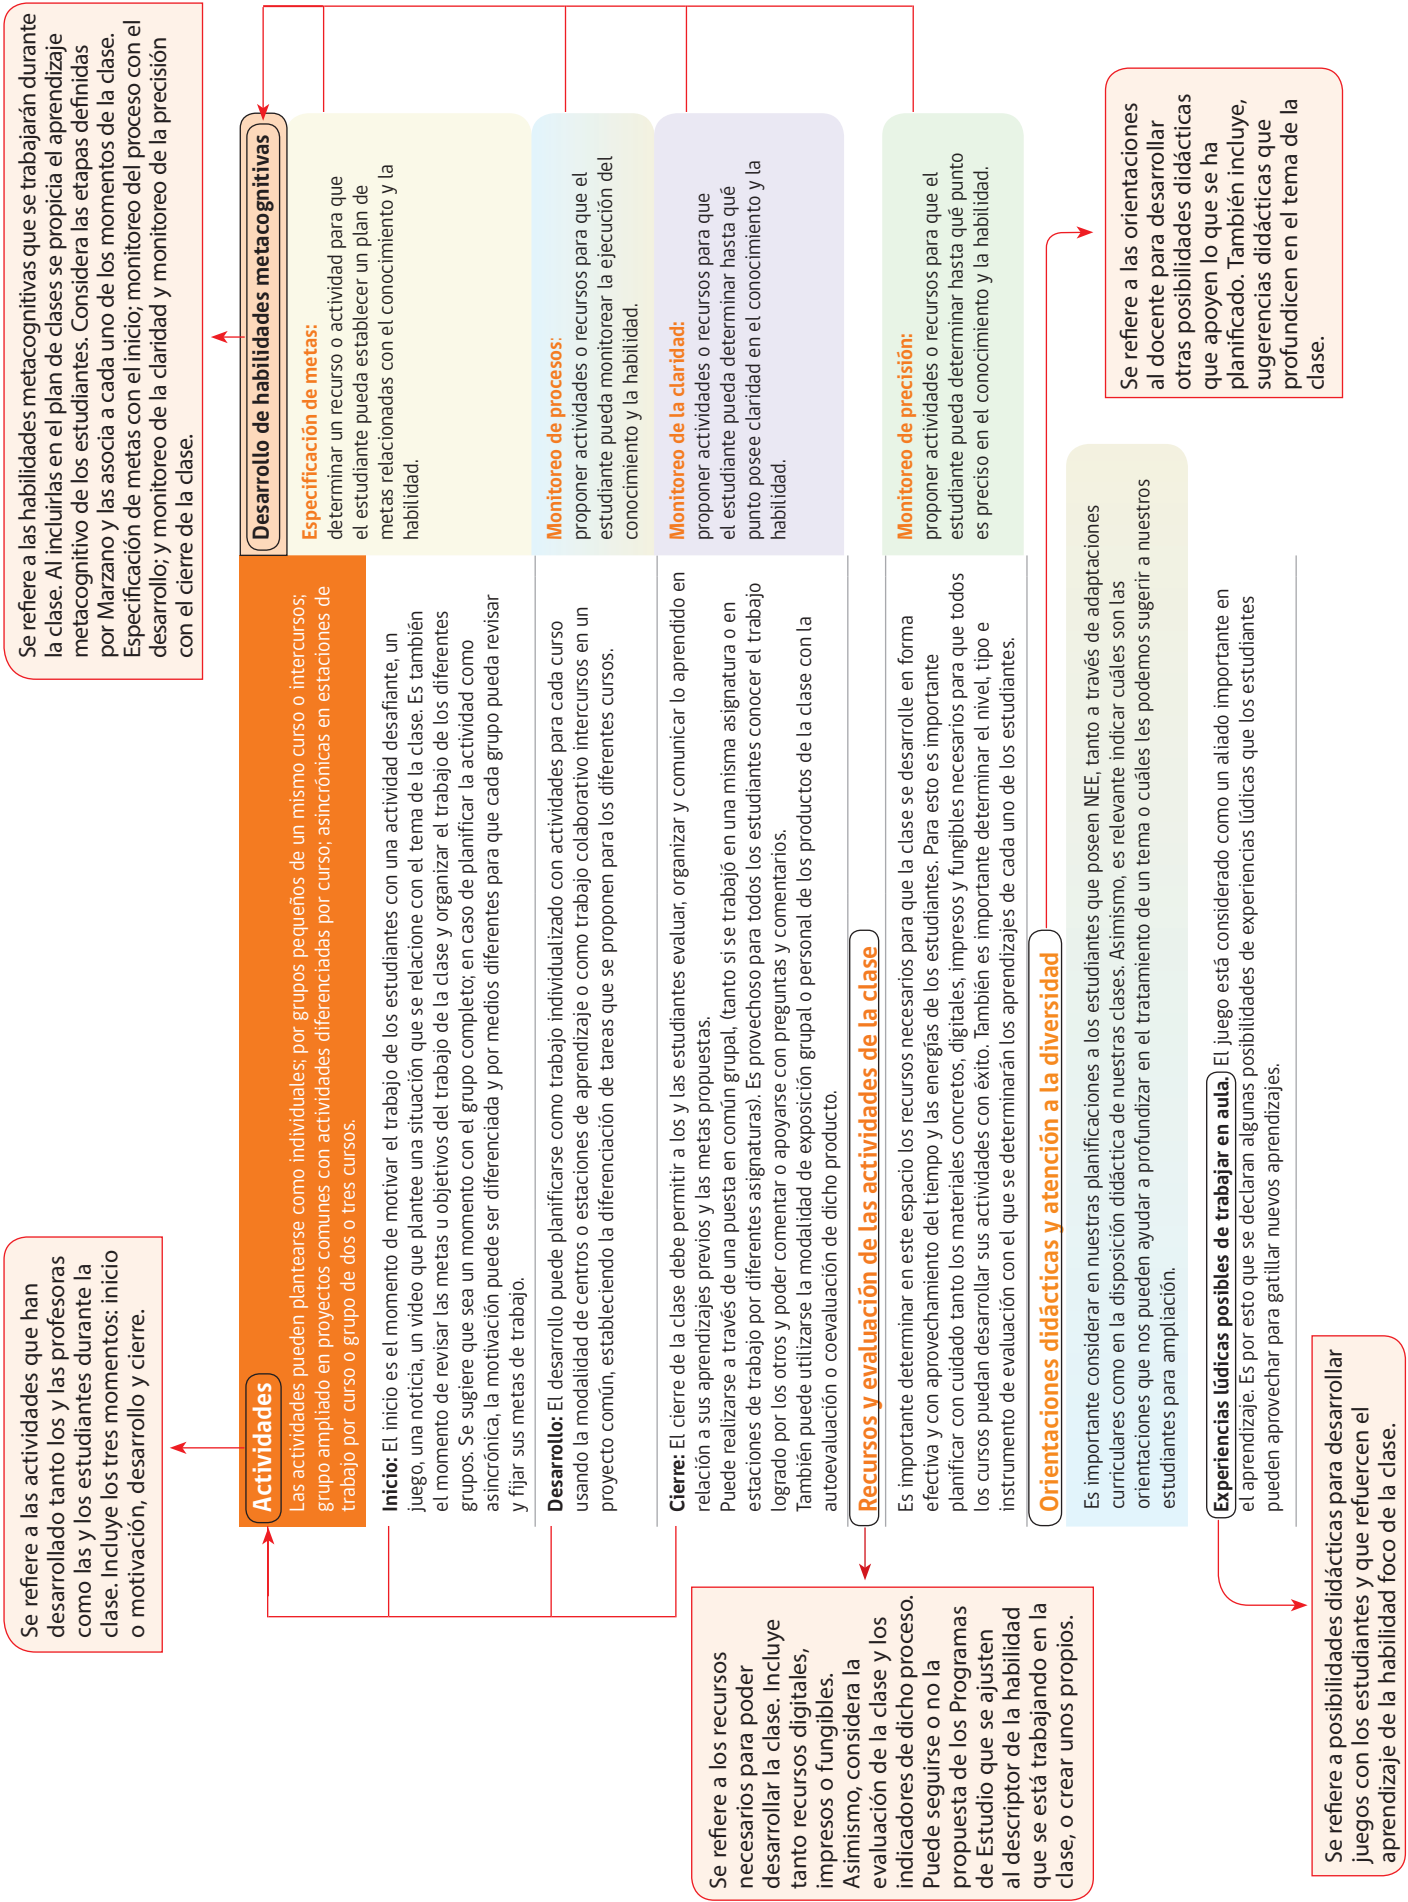 Se refiere a las actividades que han
desarrollado tanto los y las profesoras
como las y los estudiantes durante la
clase. Incluye los tres momentos: inicio
o motivación, desarrollo y cierre.
Se refiere a las habilidades metacognitivas que se trabajarán durante
la clase. Al incluirlas en el plan de clases se propicia el aprendizaje
metacognitivo de los estudiantes. Considera las etapas definidas
por Marzano y las asocia a cada uno de los momentos de la clase.
Especificación de metas con el inicio; monitoreo del proceso con el
desarrollo; y monitoreo de la claridad y monitoreo de la precisión
con el cierre de la clase.
Actividades
Las actividades pueden plantearse como individuales; por grupos pequeños de un mismo curso o intercursos;
grupo ampliado en proyectos comunes con actividades diferenciadas por curso; asincrónicas en estaciones de
trabajo por curso o grupo de dos o tres cursos.
Desarrollo de habilidades metacognitivas
Inicio: El inicio es el momento de motivar el trabajo de los estudiantes con una actividad desafiante, un
juego, una noticia, un video que plantee una situación que se relacione con el tema de la clase. Es también
el momento de revisar las metas u objetivos del trabajo de la clase y organizar el trabajo de los diferentes
grupos. Se sugiere que sea un momento con el grupo completo; en caso de planificar la actividad como
asincrónica, la motivación puede ser diferenciada y por medios diferentes para que cada grupo pueda revisar
y fijar sus metas de trabajo.
Especificación de metas:
determinar un recurso o actividad para que
el estudiante pueda establecer un plan de
metas relacionadas con el conocimiento y la
habilidad.
Desarrollo: El desarrollo puede planificarse como trabajo individualizado con actividades para cada curso
usando la modalidad de centros o estaciones de aprendizaje o como trabajo colaborativo intercursos en un
proyecto común, estableciendo la diferenciación de tareas que se proponen para los diferentes cursos.
Monitoreo de procesos:
proponer actividades o recursos para que el
estudiante pueda monitorear la ejecución del
conocimiento y la habilidad.
Cierre: El cierre de la clase debe permitir a los y las estudiantes evaluar, organizar y comunicar lo aprendido en
relación a sus aprendizajes previos y las metas propuestas.
Puede realizarse a través de una puesta en común grupal, (tanto si se trabajó en una misma asignatura o en
estaciones de trabajo por diferentes asignaturas). Es provechoso para todos los estudiantes conocer el trabajo
logrado por los otros y poder comentar o apoyarse con preguntas y comentarios.
También puede utilizarse la modalidad de exposición grupal o personal de los productos de la clase con la
autoevaluación o coevaluación de dicho producto.
Monitoreo de la claridad:
proponer actividades o recursos para que
el estudiante pueda determinar hasta qué
punto posee claridad en el conocimiento y la
habilidad.
Recursos y evaluación de las actividades de la clase
Es importante determinar en este espacio los recursos necesarios para que la clase se desarrolle en forma
efectiva y con aprovechamiento del tiempo y las energías de los estudiantes. Para esto es importante
planificar con cuidado tanto los materiales concretos, digitales, impresos y fungibles necesarios para que todos
los cursos puedan desarrollar sus actividades con éxito. También es importante determinar el nivel, tipo e
instrumento de evaluación con el que se determinarán los aprendizajes de cada uno de los estudiantes.
Monitoreo de precisión:
proponer actividades o recursos para que el
estudiante pueda determinar hasta qué punto
es preciso en el conocimiento y la habilidad.
Orientaciones didácticas y atención a la diversidad
Es importante considerar en nuestras planificaciones a los estudiantes que poseen NEE, tanto a través de adaptaciones
curriculares como en la disposición didáctica de nuestras clases. Asimismo, es relevante indicar cuáles son las
orientaciones que nos pueden ayudar a profundizar en el tratamiento de un tema o cuáles les podemos sugerir a nuestros
estudiantes para ampliación.
Experiencias lúdicas posibles de trabajar en aula. El juego está considerado como un aliado importante en
el aprendizaje. Es por esto que se declaran algunas posibilidades de experiencias lúdicas que los estudiantes
pueden aprovechar para gatillar nuevos aprendizajes.
Se refiere a los recursos
necesarios para poder
desarrollar la clase. Incluye
tanto recursos digitales,
impresos o fungibles.
Asimismo, considera la
evaluación de la clase y los
indicadores de dicho proceso.
Puede seguirse o no la
propuesta de los Programas
de Estudio que se ajusten
al descriptor de la habilidad
que se está trabajando en la
clase, o crear unos propios.
Se refiere a las orientaciones
al docente para desarrollar
otras posibilidades didácticas
que apoyen lo que se ha
planificado. También incluye,
sugerencias didácticas que
profundicen en el tema de la
clase.
Se refiere a posibilidades didácticas para desarrollar
juegos con los estudiantes y que refuercen el
aprendizaje de la habilidad foco de la clase.